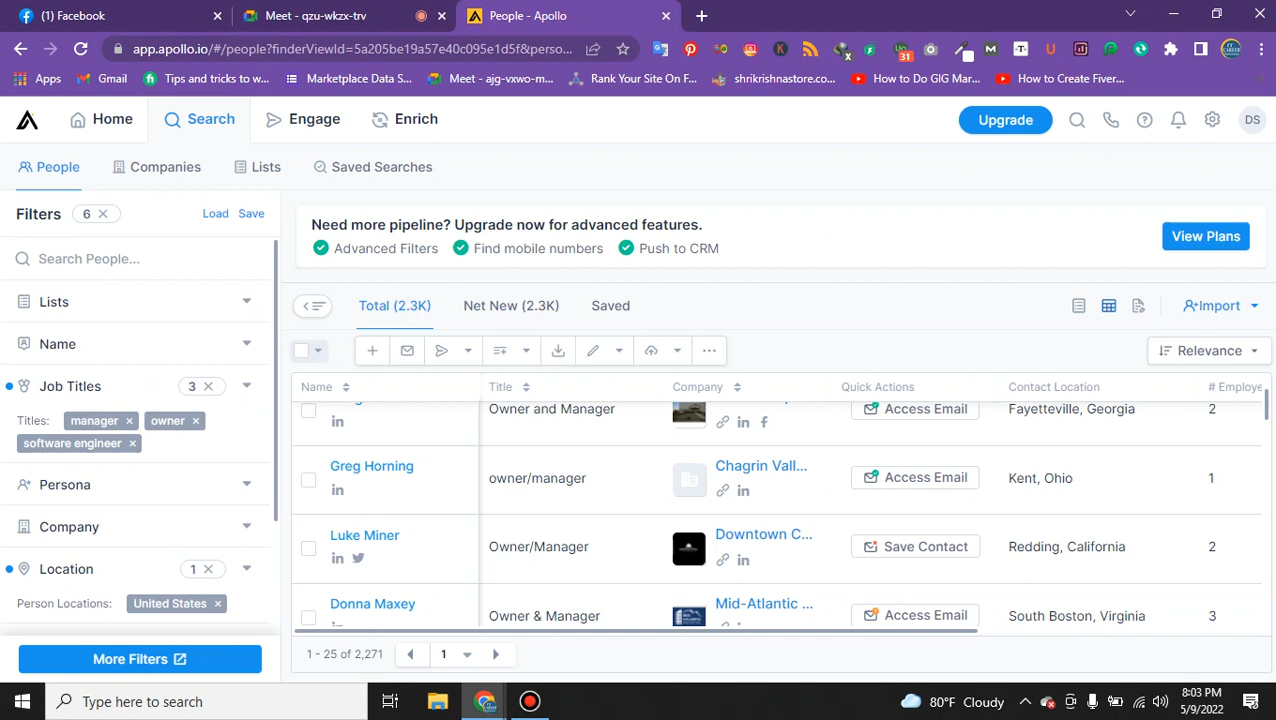 (1) Facebook
Meet - qzu-wkzx-trv
People - Apollo
app.apollo.io/#/people?finderViewId=5a205be19a57e40c095e1d5f&perso...
31
Apps
Gmail
Tips and tricks to w...
Marketplace Data S...
Meet - ajg-vxwo-m...
Rank Your Site On F...
shrikrishnastore.co...
How to Do GIG Mar...
How to Create Fiver...
Home
Search
Engage
Enrich
Upgrade
DS
People
Companies
Lists
Saved Searches
Filters
6
Load
Save
Search People...
Lists
Name
Job Titles
3
Titles:
manager
owner
software engineer
Persona
Company
Location
1
Person Locations:
United States
More Filters
Need more pipeline? Upgrade now for advanced features.
Advanced Filters
Find mobile numbers
Push to CRM
View Plans
Total (2.3K)
Net New (2.3K)
Saved
Import
Relevance
Name
Title
Company
Quick Actions
Contact Location
# Employe
Owner and Manager
Access Email
Fayetteville, Georgia
2
Greg Horning
owner/manager
Chagrin Vall...
Access Email
Kent, Ohio
1
Luke Miner
Owner/Manager
Downtown C...
Save Contact
Redding, California
2
Donna Maxey
Owner & Manager
Mid-Atlantic ...
Access Email
South Boston, Virginia
3
1 - 25 of 2,271
1
Type here to search
80°F Cloudy
6:03 PM
5/9/2022